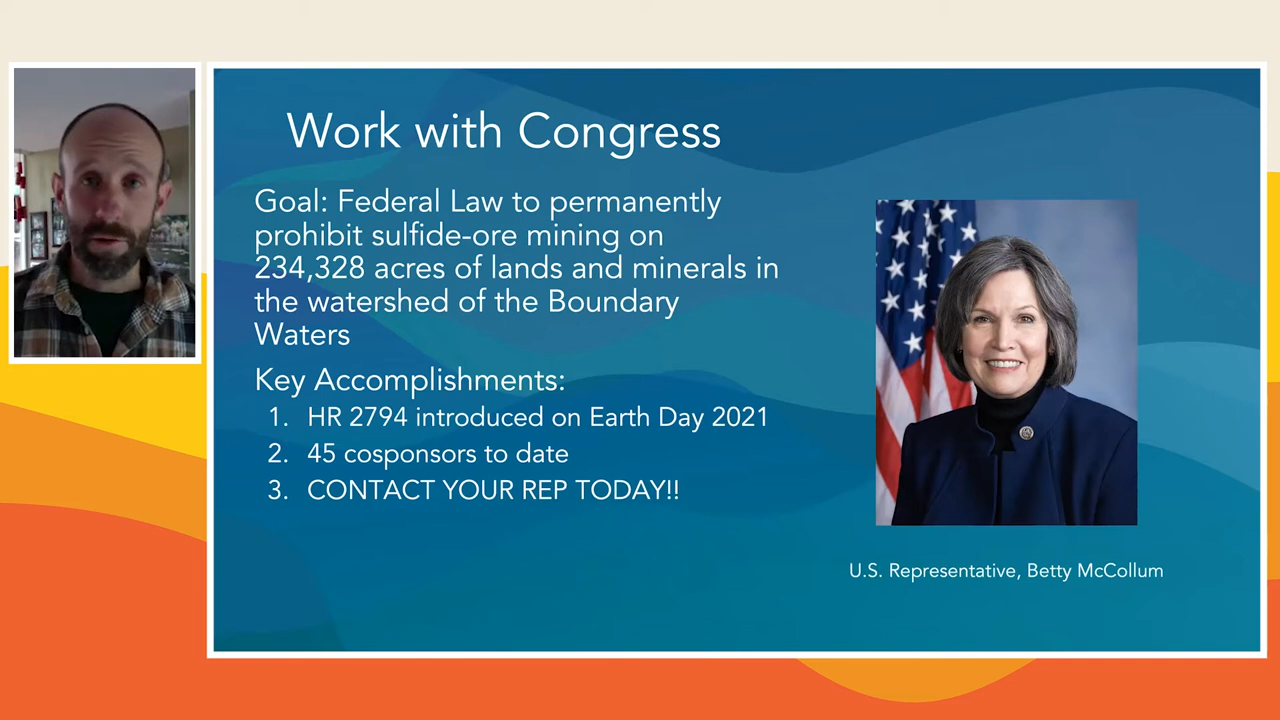 Work with Congress
Goal: Federal Law to permanently
prohibit sulfide-ore mining on
234,328 acres of lands and minerals in
the watershed of the Boundary
Waters
Key Accomplishments:
1. HR 2794 introduced on Earth Day 2021
2. 45 cosponsors to date
3. CONTACT YOUR REP TODAY!!
U.S. Representative, Betty McCollum